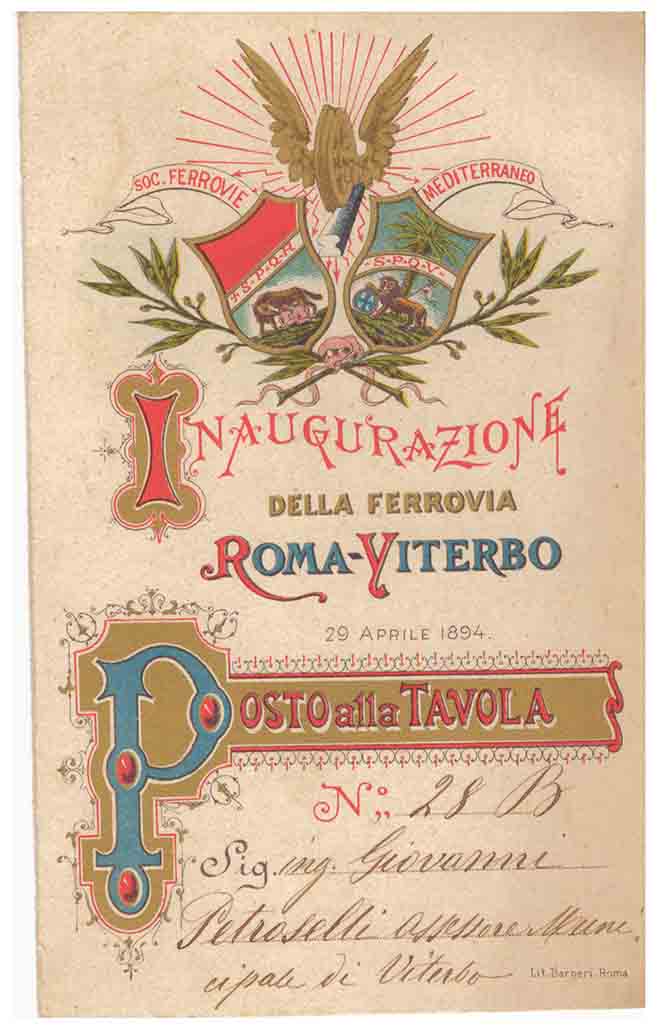 SOC. FERROVIE MEDITERRANEO
S·P·Q·R
S·P·Q·V·
INAUGURAZIONE
DELLA FERROVIA
ROMA-VITERBO
29 APRILE 1894.
POSTO alla TAVOLA
N.o 28 B
Sig. ing. Giovanni
Petroselli assessore Muni
cipale di Viterbo
Lit. Barberi-Roma